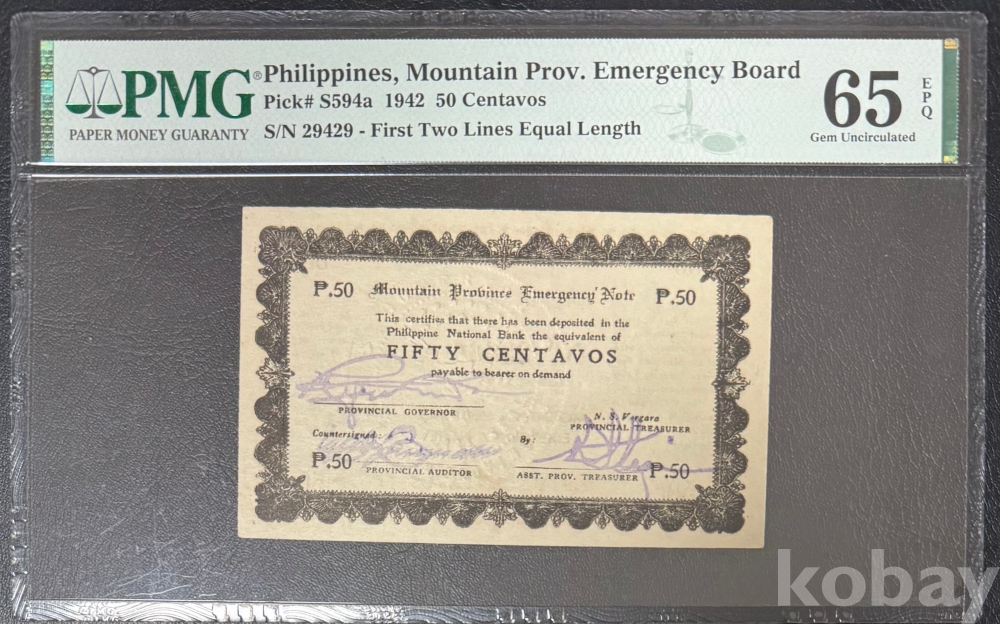 PMG®
PAPER MONEY GUARANTY
Philippines, Mountain Prov. Emergency Board
Pick# S594a 1942 50 Centavos
S/N 29429 - First Two Lines Equal Length
65
EPQ
Gem Uncirculated
₱.50 Mountain Province Emergency Note ₱.50
This certifies that there has been deposited in the
Philippine National Bank the equivalent of
FIFTY CENTAVOS
payable to bearer on demand
PROVINCIAL GOVERNOR
N. S. Vergara
PROVINCIAL TREASURER
Countersigned:
By:
₱.50
PROVINCIAL AUDITOR
ASST. PROV. TREASURER
₱.50
kobay